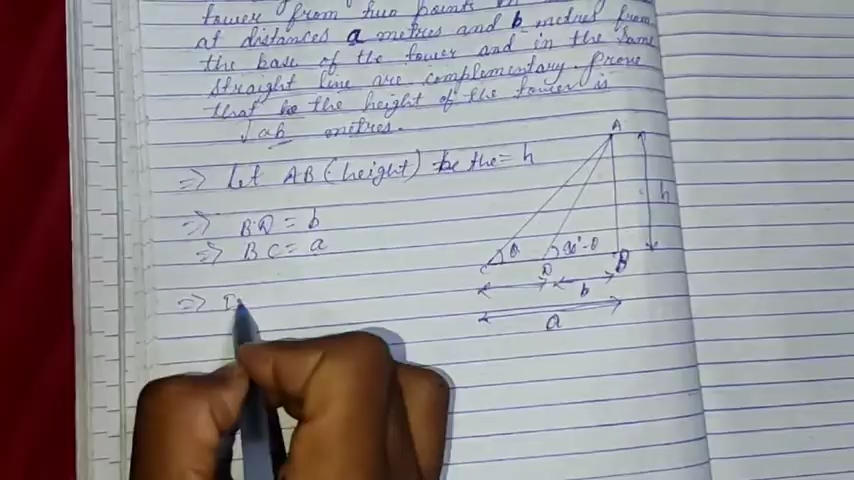 tower from two points
at distances a metres and b metres from
the base of the tower and in the same
straight line are complementary. Prove
that the height of the tower is
√ab metres.
=> Let AB (height) be the = h
=> BD = b
=> BC = a
=> I
A
h
θ
90°-θ
C
D
B
b
a